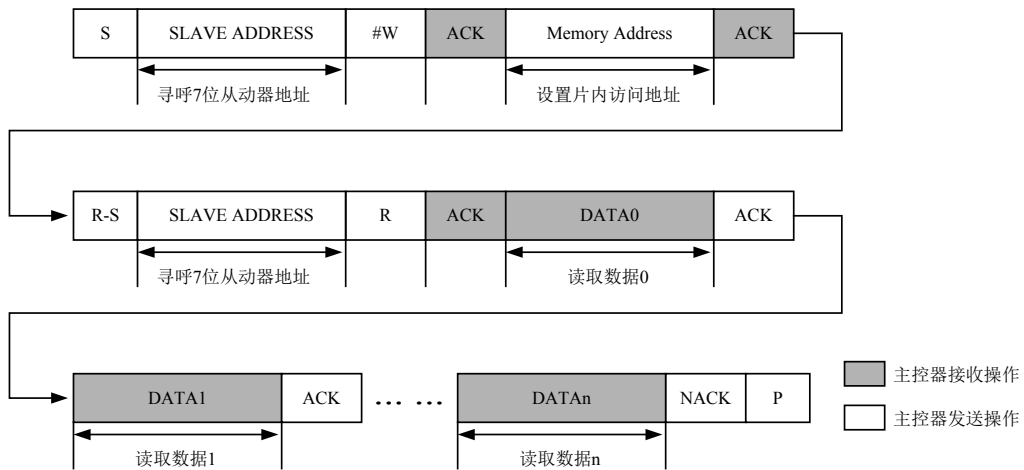 S SLAVE ADDRESS #W ACK Memory Address ACK
寻呼7位从动器地址 设置片内访问地址
R-S SLAVE ADDRESS R ACK DATA0 ACK
寻呼7位从动器地址 读取数据0
DATA1 ACK … … DATAn NACK P
读取数据1 读取数据n
主控器接收操作
主控器发送操作